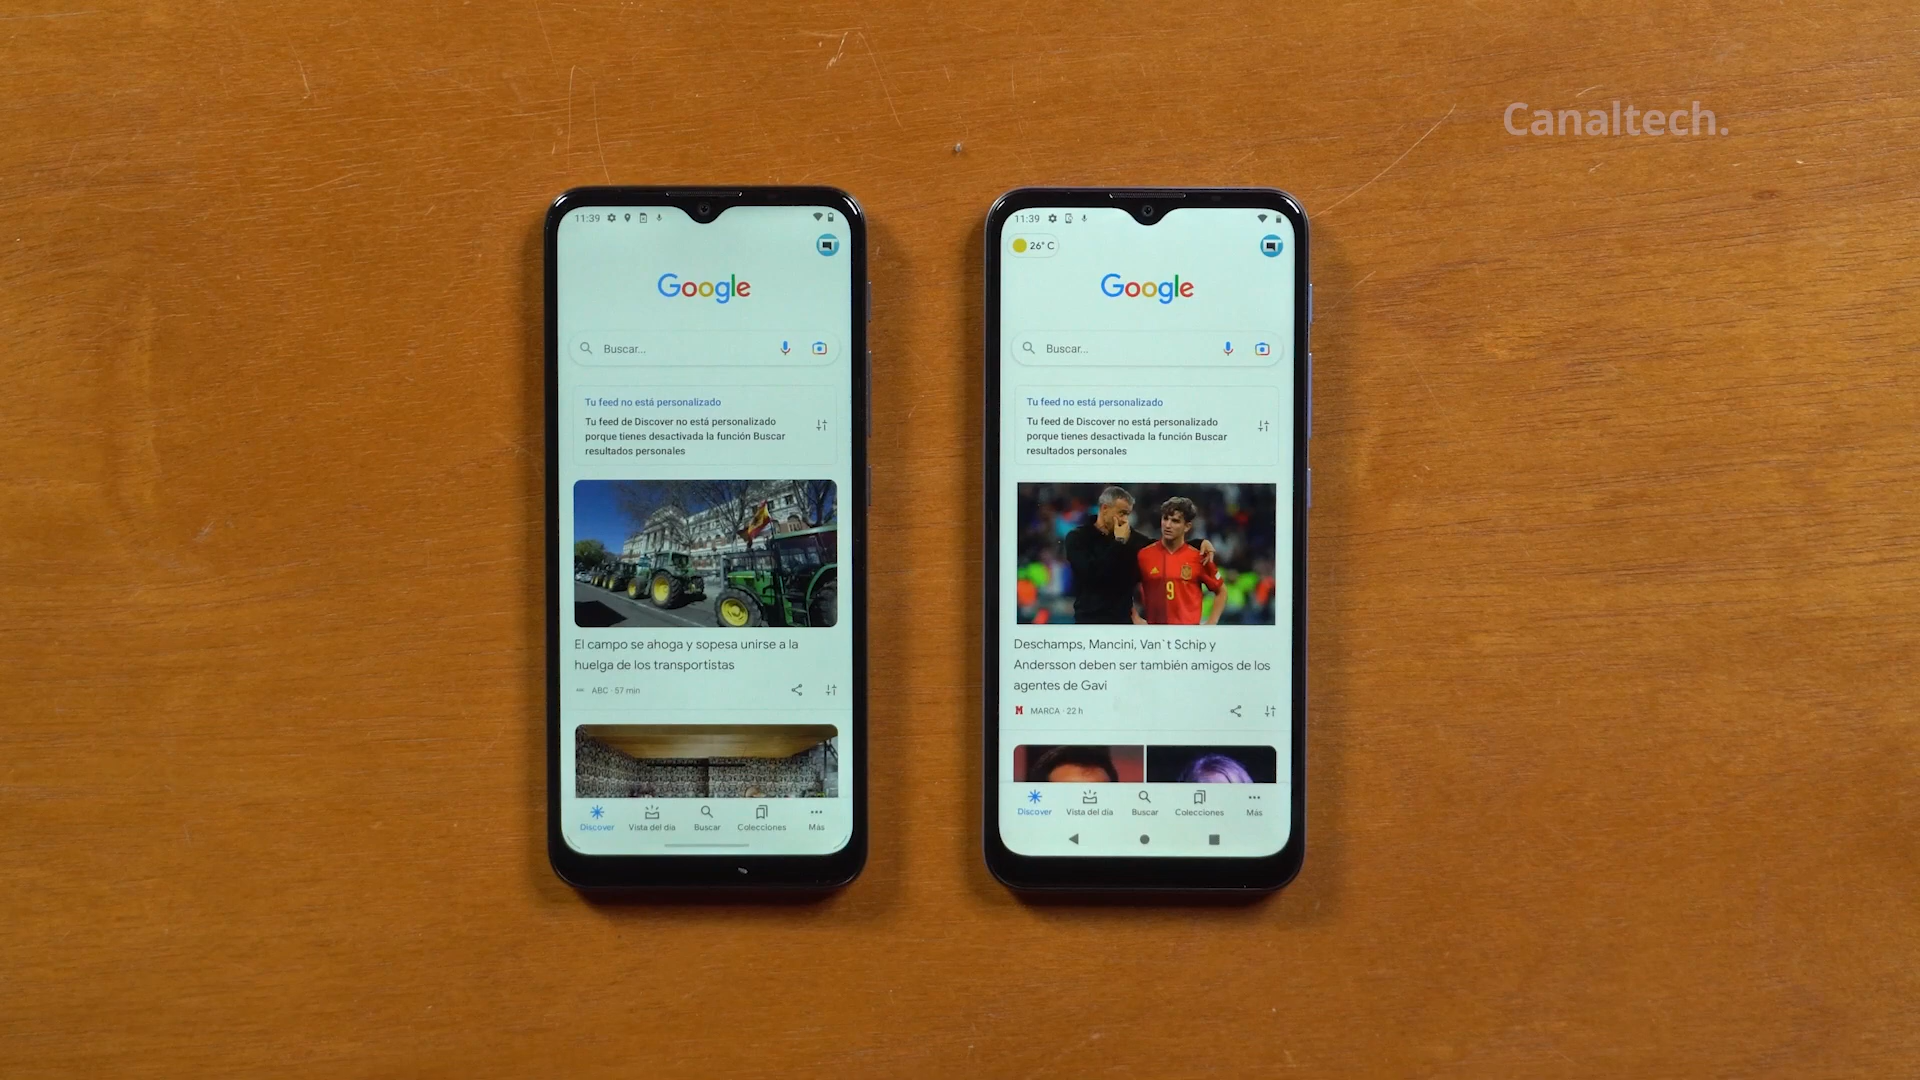 Canaltech.
11:39
Google
Buscar...
Tu feed no está personalizado
Tu feed de Discover no está personalizado
porque tienes desactivada la función Buscar
resultados personales
El campo se ahoga y sopesa unirse a la
huelga de los transportistas
ABC · 57 min
Discover
Vista del día
Buscar
Colecciones
Más
11:39
26° C
Google
Buscar...
Tu feed no está personalizado
Tu feed de Discover no está personalizado
porque tienes desactivada la función Buscar
resultados personales
9
Deschamps, Mancini, Van`t Schip y
Andersson deben ser también amigos de los
agentes de Gavi
M MARCA · 22 h
Discover
Vista del día
Buscar
Colecciones
Más